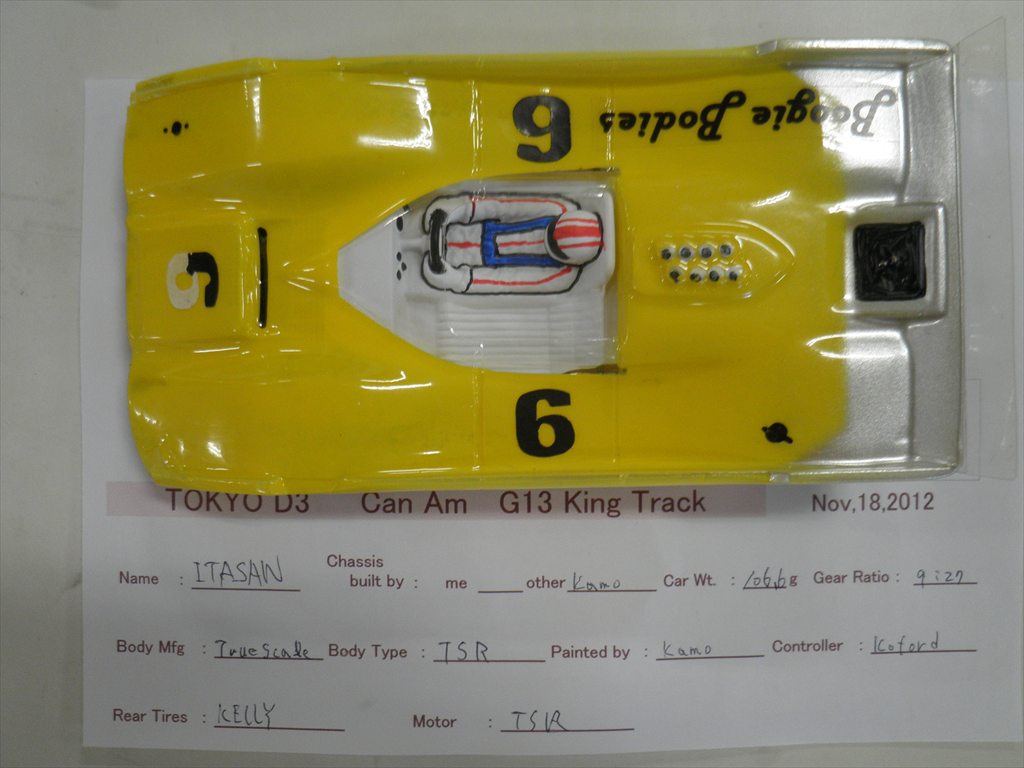 6
Boogie Bodies
6
6
TOKYO D3 Can Am G13 King Track Nov,18,2012
Name : ITASAN Chassis built by : me ____ other Kamo Car Wt. : 106.6g Gear Ratio : 9:27
Body Mfg : True Scale Body Type : TSR Painted by : Kamo Controller : Koford
Rear Tires : KELLY Motor : TSR